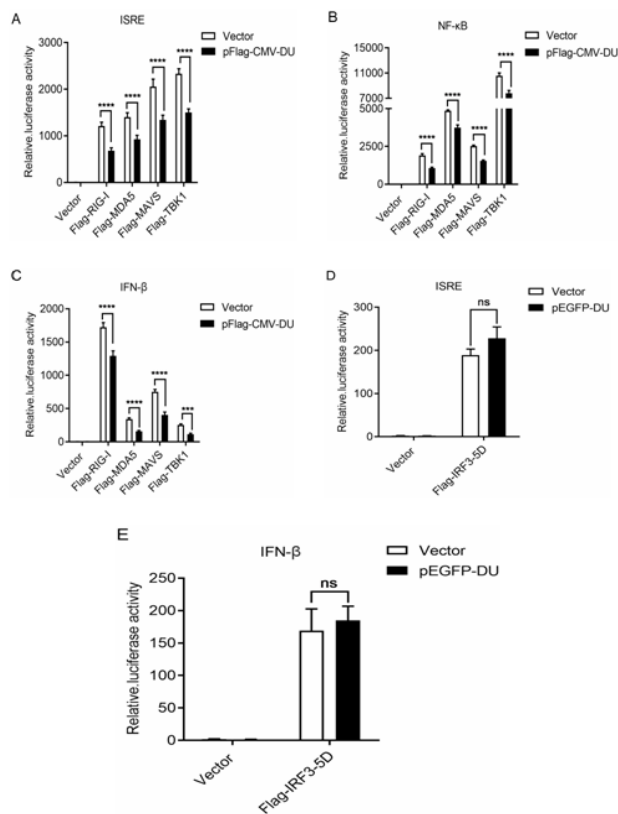 A
ISRE
Vector
pFlag-CMV-DU
Relative.luciferase activity
3000
2000
1000
0
**** **** **** ****
Vector
Flag-RIG-I
Flag-MDA5
Flag-MAVS
Flag-TBK1
B
NF-κB
Vector
pFlag-CMV-DU
Relative.luciferase activity
15000
11000
7000
5000
2500
0
**** **** **** ****
Vector
Flag-RIG-I
Flag-MDA5
Flag-MAVS
Flag-TBK1
C
IFN-β
Vector
pFlag-CMV-DU
Relative.luciferase activity
2000
1500
1000
500
0
**** **** **** ***
Vector
Flag-RIG-I
Flag-MDA5
Flag-MAVS
Flag-TBK1
D
ISRE
Vector
pEGFP-DU
Relative.luciferase activity
300
200
100
0
ns
Vector
Flag-IRF3-5D
E
IFN-β
Vector
pEGFP-DU
Relative.luciferase activity
250
200
150
100
50
0
ns
Vector
Flag-IRF3-5D